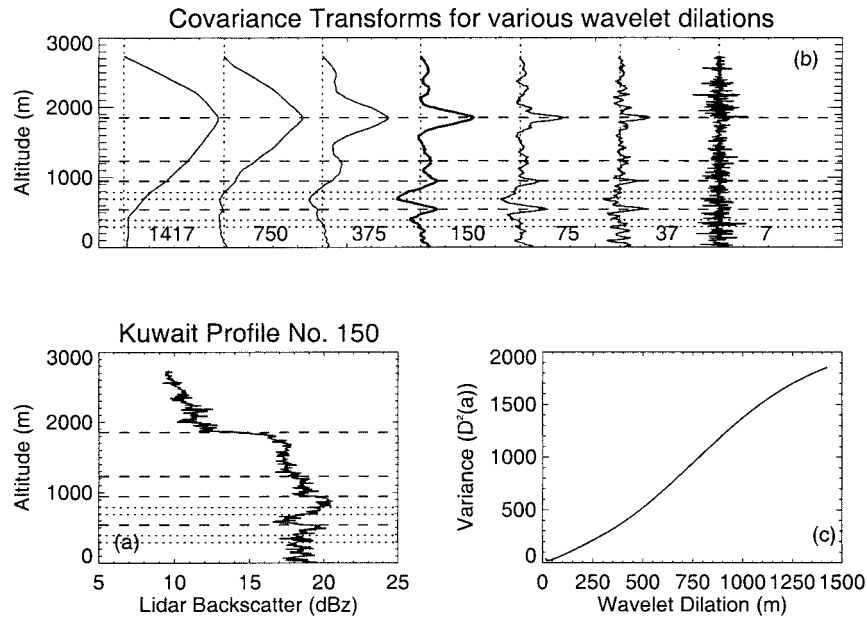 Covariance Transforms for various wavelet dilations
3000
2000
1000
0
Altitude (m)
(b)
1417 750 375 150 75 37 7
Kuwait Profile No. 150
3000
2000
1000
0
Altitude (m)
(a)
5 10 15 20 25
Lidar Backscatter (dBz)
2000
1500
1000
500
0
Variance (D²(a))
(c)
0 250 500 750 1000 1250 1500
Wavelet Dilation (m)